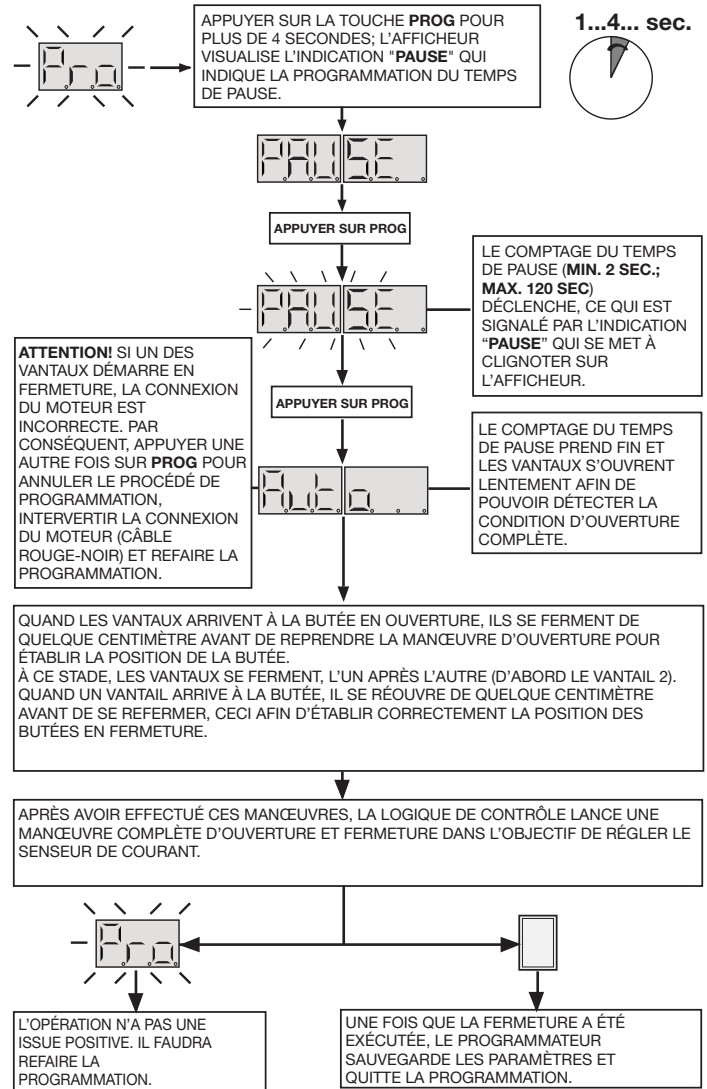 APPUYER SUR LA TOUCHE PROG POUR
PLUS DE 4 SECONDES; L'AFFICHEUR
VISUALISE L'INDICATION "PAUSE" QUI
INDIQUE LA PROGRAMMATION DU TEMPS
DE PAUSE.
1...4... sec.
Pro
PAUSE
APPUYER SUR PROG
PAUSE
LE COMPTAGE DU TEMPS
DE PAUSE (MIN. 2 SEC.;
MAX. 120 SEC)
DÉCLENCHE, CE QUI EST
SIGNALÉ PAR L'INDICATION
“PAUSE” QUI SE MET À
CLIGNOTER SUR
L'AFFICHEUR.
ATTENTION! SI UN DES
VANTAUX DÉMARRE EN
FERMETURE, LA CONNEXION
DU MOTEUR EST
INCORRECTE. PAR
CONSÉQUENT, APPUYER UNE
AUTRE FOIS SUR PROG POUR
ANNULER LE PROCÉDÉ DE
PROGRAMMATION,
INTERVERTIR LA CONNEXION
DU MOTEUR (CÂBLE
ROUGE-NOIR) ET REFAIRE LA
PROGRAMMATION.
APPUYER SUR PROG
Auto
LE COMPTAGE DU TEMPS
DE PAUSE PREND FIN ET
LES VANTAUX S'OUVRENT
LENTEMENT AFIN DE
POUVOIR DÉTECTER LA
CONDITION D'OUVERTURE
COMPLÈTE.
QUAND LES VANTAUX ARRIVENT À LA BUTÉE EN OUVERTURE, ILS SE FERMENT DE
QUELQUE CENTIMÈTRE AVANT DE REPRENDRE LA MANŒUVRE D'OUVERTURE POUR
ÉTABLIR LA POSITION DE LA BUTÉE.
À CE STADE, LES VANTAUX SE FERMENT, L'UN APRÈS L'AUTRE (D'ABORD LE VANTAIL 2).
QUAND UN VANTAIL ARRIVE À LA BUTÉE, IL SE RÉOUVRE DE QUELQUE CENTIMÈTRE
AVANT DE SE REFERMER, CECI AFIN D'ÉTABLIR CORRECTEMENT LA POSITION DES
BUTÉES EN FERMETURE.
APRÈS AVOIR EFFECTUÉ CES MANŒUVRES, LA LOGIQUE DE CONTRÔLE LANCE UNE
MANŒUVRE COMPLÈTE D'OUVERTURE ET FERMETURE DANS L'OBJECTIF DE RÉGLER LE
SENSEUR DE COURANT.
Pro
L'OPÉRATION N'A PAS UNE
ISSUE POSITIVE. IL FAUDRA
REFAIRE LA
PROGRAMMATION.
UNE FOIS QUE LA FERMETURE A ÉTÉ
EXÉCUTÉE, LE PROGRAMMATEUR
SAUVEGARDE LES PARAMÈTRES ET
QUITTE LA PROGRAMMATION.